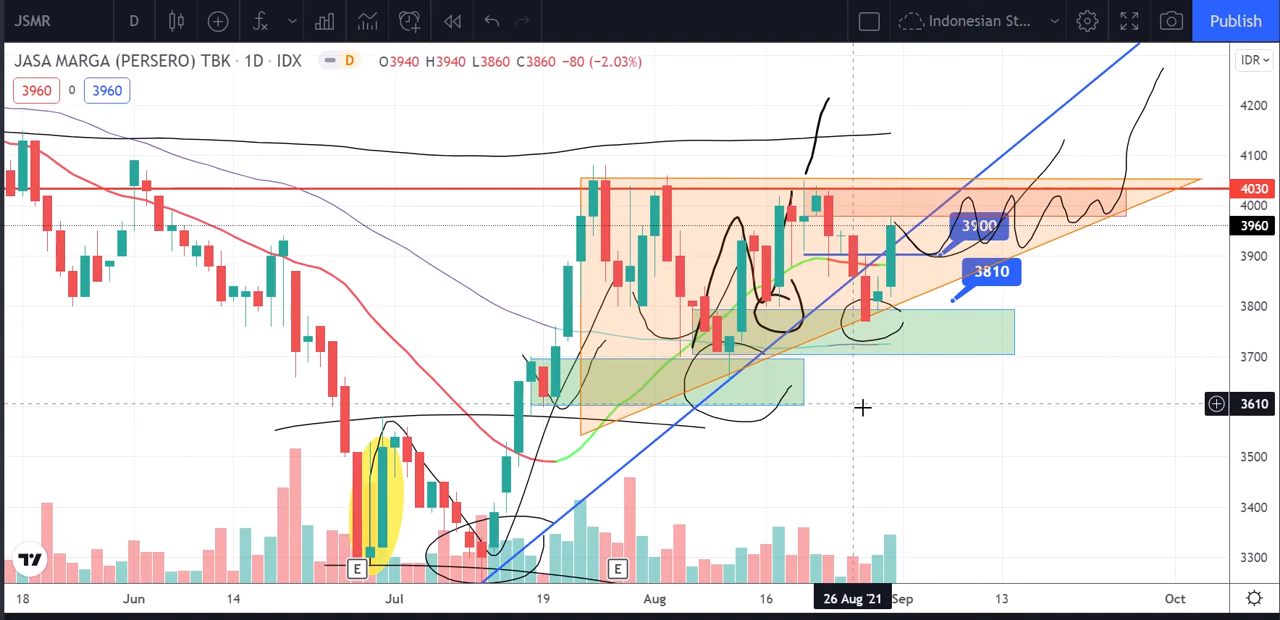 JSMR D Indonesian St... Publish
JASA MARGA (PERSERO) TBK · 1D · IDX D O3940 H3940 L3860 C3860 −80 (−2.03%) IDR
3960 0 3960
4200
4100
4030
4000
3960
3900
3900
3810
3800
3700
3610
3500
3400
3300
E E
18 Jun 14 Jul 19 Aug 16 26 Aug '21 Sep 13 Oct